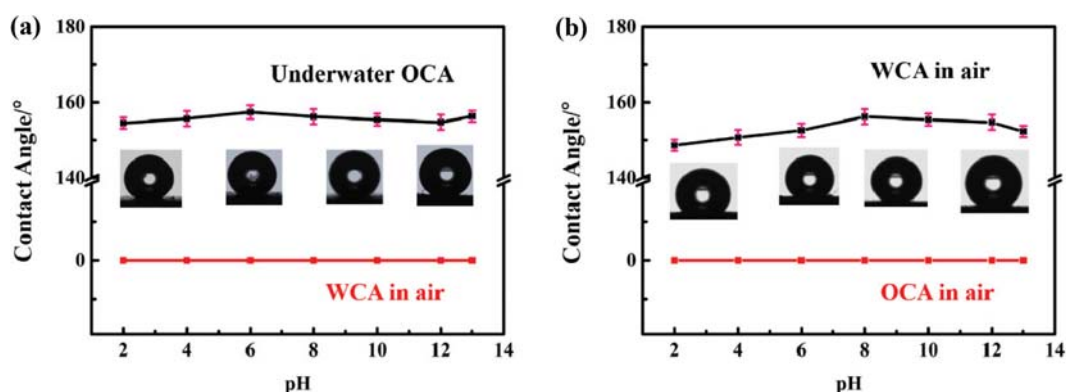 (a)
180
160
140
0
Contact Angle/°
Underwater OCA
WCA in air
2 4 6 8 10 12 14
pH
(b)
180
160
140
0
Contact Angle/°
WCA in air
OCA in air
2 4 6 8 10 12 14
pH